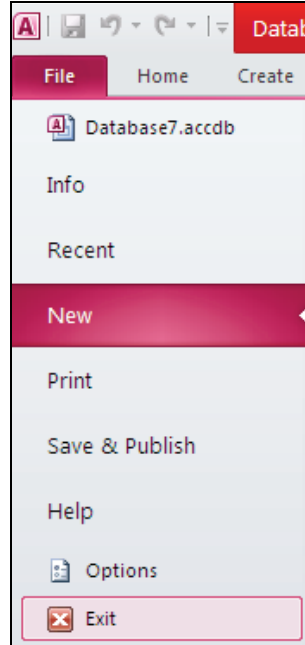 A
Datab
File Home Create
Database7.accdb
Info
Recent
New
Print
Save & Publish
Help
Options
Exit